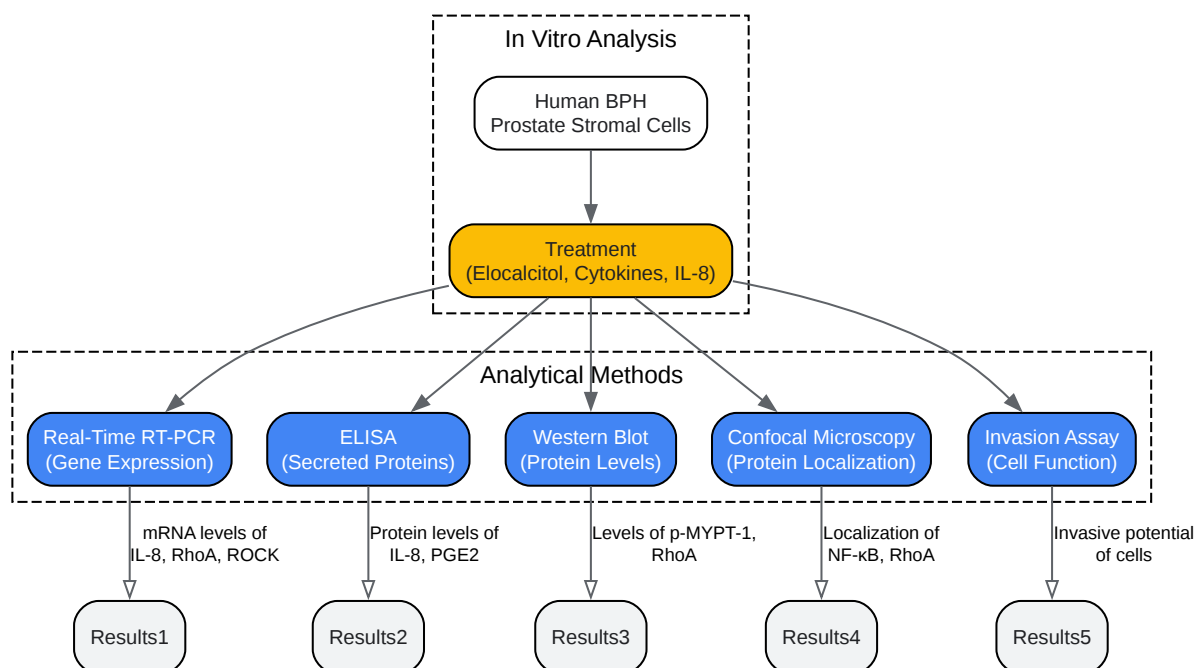 In Vitro Analysis
Human BPH
Prostate Stromal Cells
Treatment
(Elocalcitol, Cytokines, IL-8)
Analytical Methods
Real-Time RT-PCR
(Gene Expression)
ELISA
(Secreted Proteins)
Western Blot
(Protein Levels)
Confocal Microscopy
(Protein Localization)
Invasion Assay
(Cell Function)
mRNA levels of
IL-8, RhoA, ROCK
Protein levels of
IL-8, PGE2
Levels of p-MYPT-1,
RhoA
Localization of
NF-κB, RhoA
Invasive potential
of cells
Results1
Results2
Results3
Results4
Results5